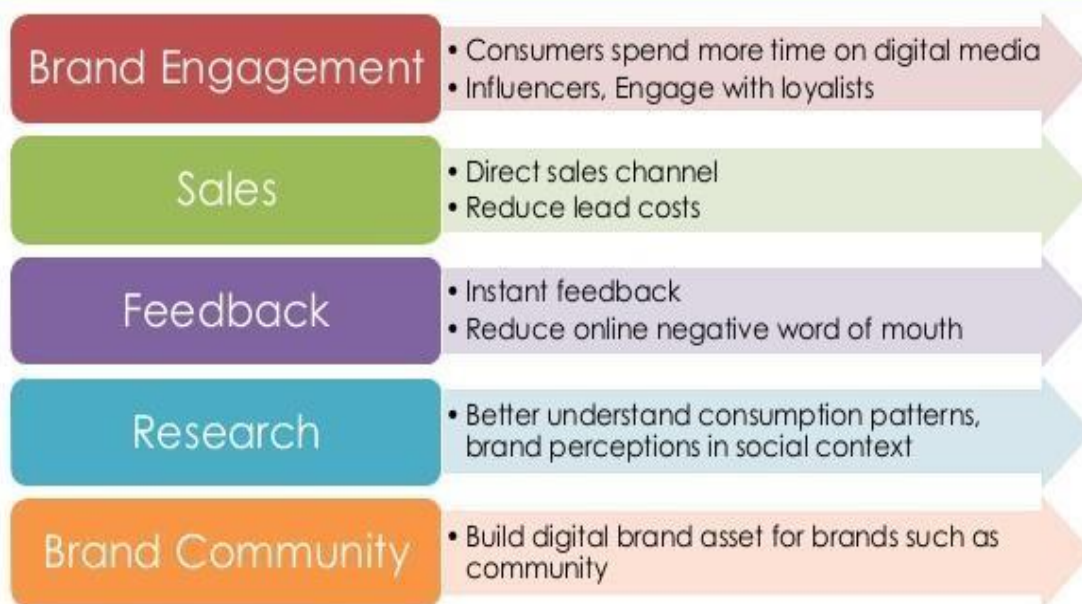 Brand Engagement
• Consumers spend more time on digital media
• Influencers, Engage with loyalists
Sales
• Direct sales channel
• Reduce lead costs
Feedback
• Instant feedback
• Reduce online negative word of mouth
Research
• Better understand consumption patterns,
brand perceptions in social context
Brand Community
• Build digital brand asset for brands such as
community